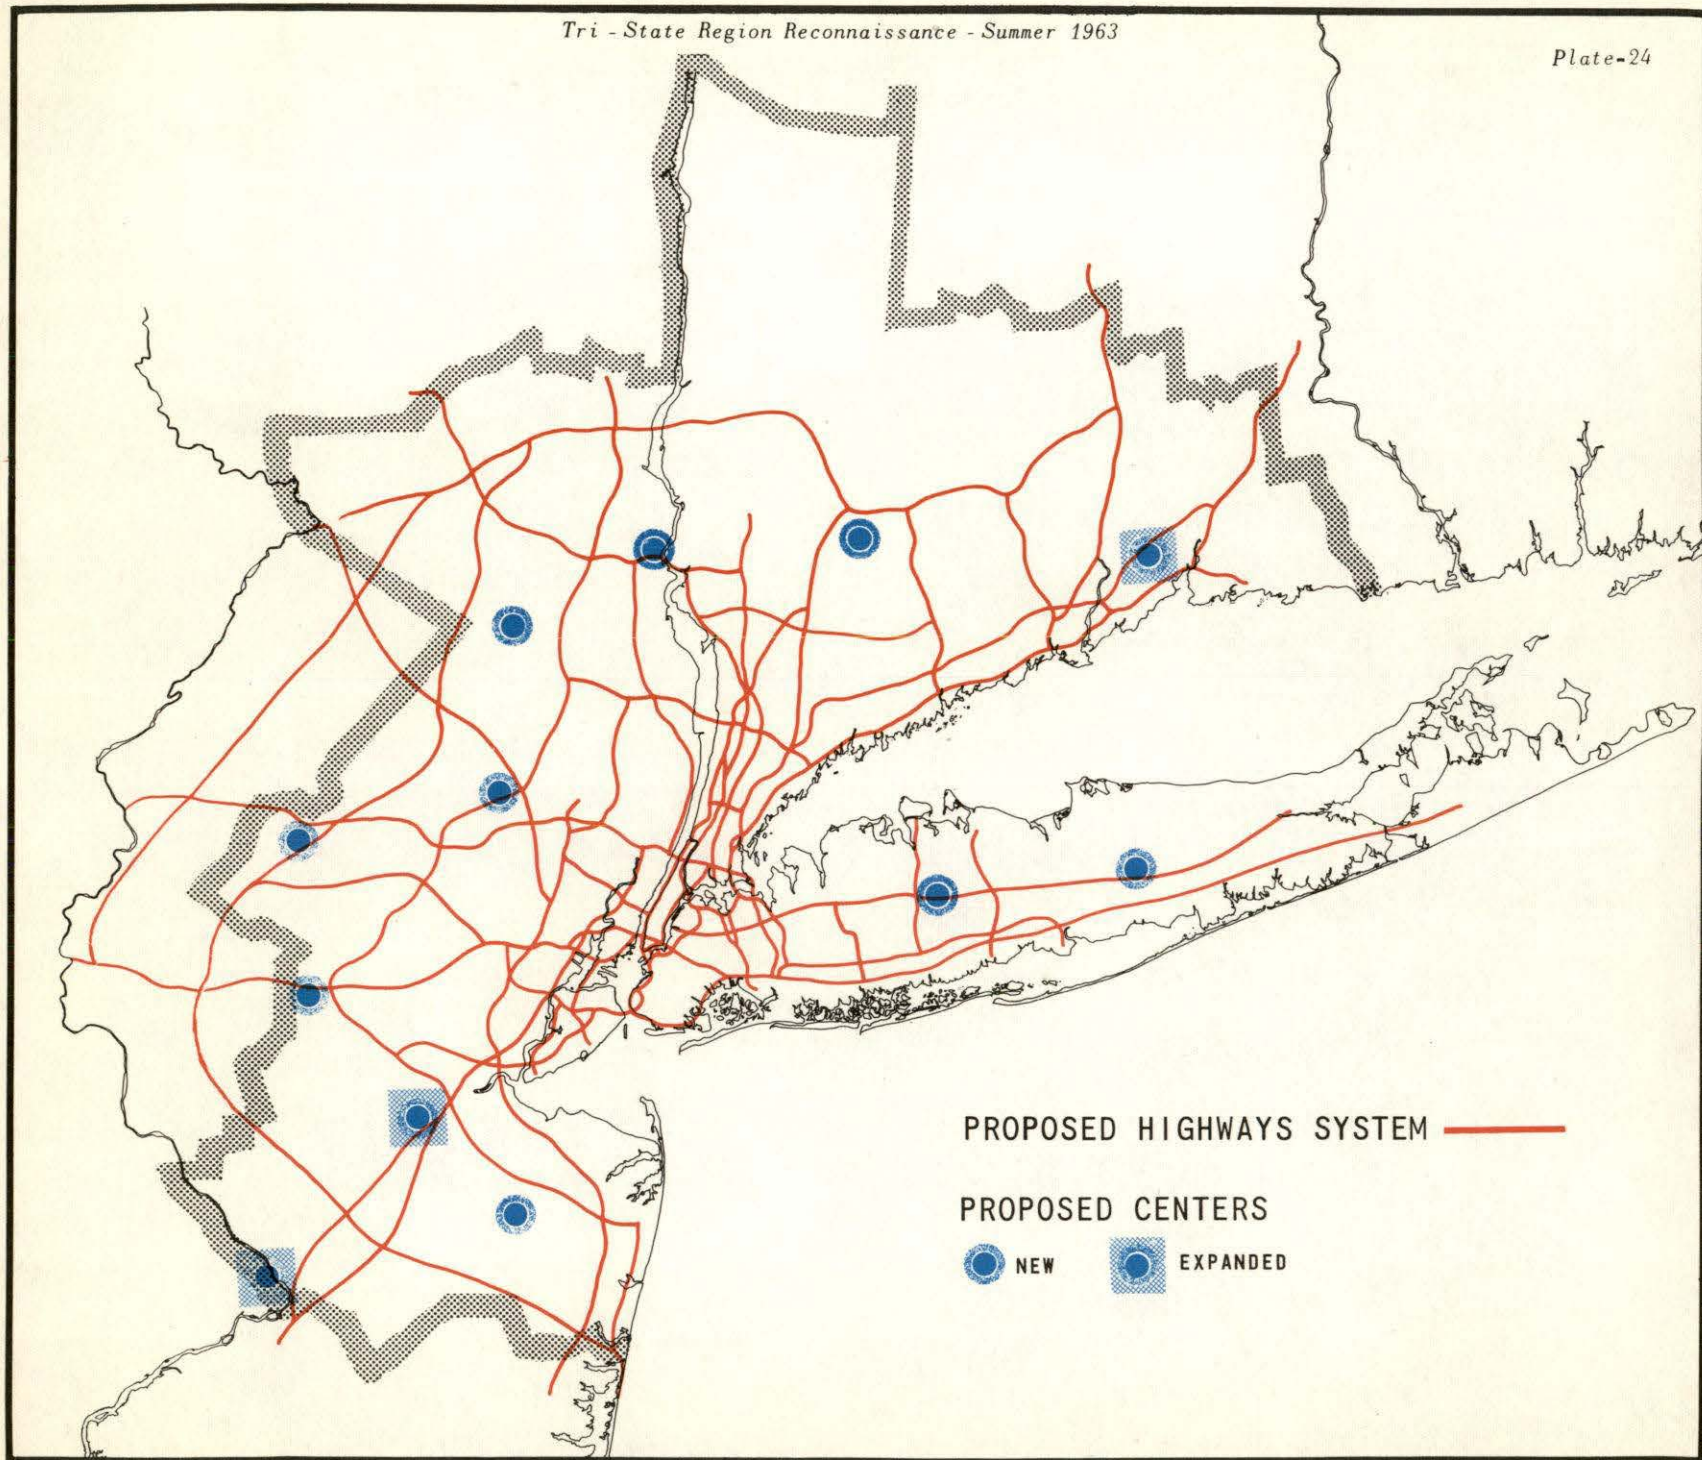 Tri - State Region Reconnaissance - Summer 1963
Plate-24
PROPOSED HIGHWAYS SYSTEM
PROPOSED CENTERS
NEW
EXPANDED